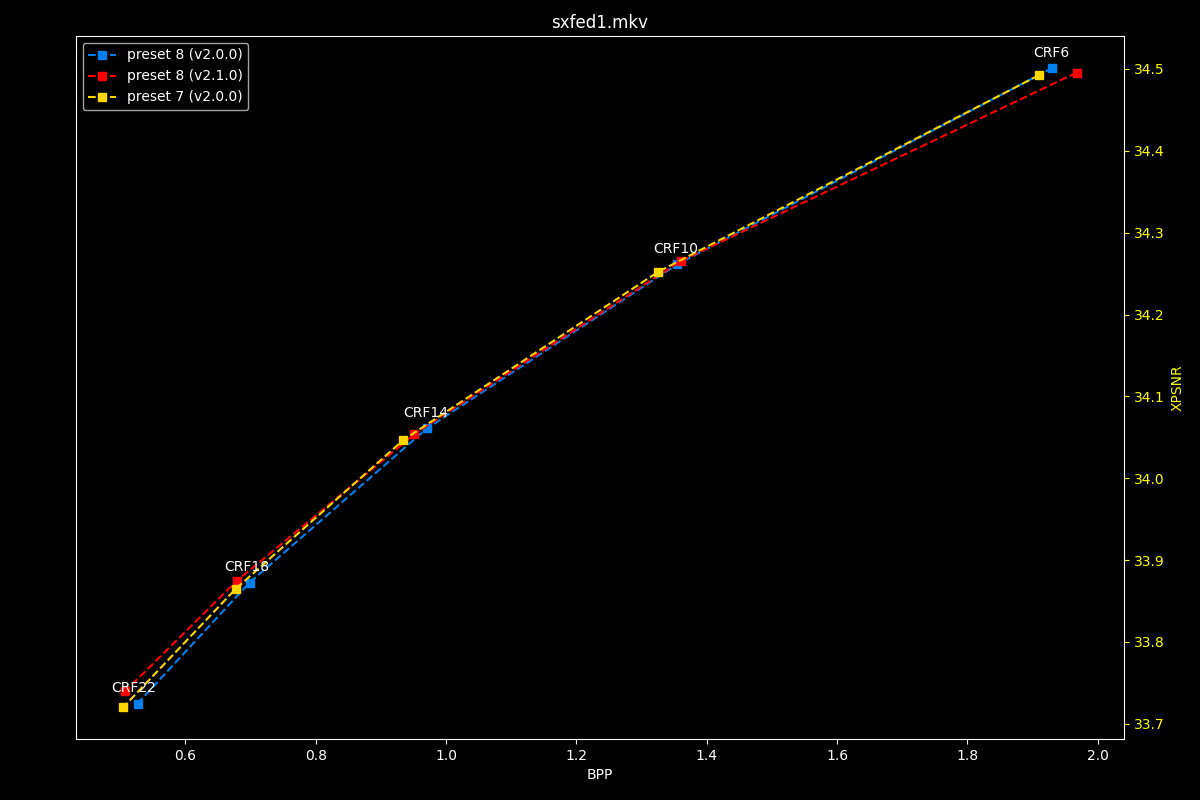 sxfed1.mkv
preset 8 (v2.0.0)
preset 8 (v2.1.0)
preset 7 (v2.0.0)
CRF6
CRF10
CRF14
CRF18
CRF22
34.5
34.4
34.3
34.2
34.1
34.0
33.9
33.8
33.7
XPSNR
0.6 0.8 1.0 1.2 1.4 1.6 1.8 2.0
BPP